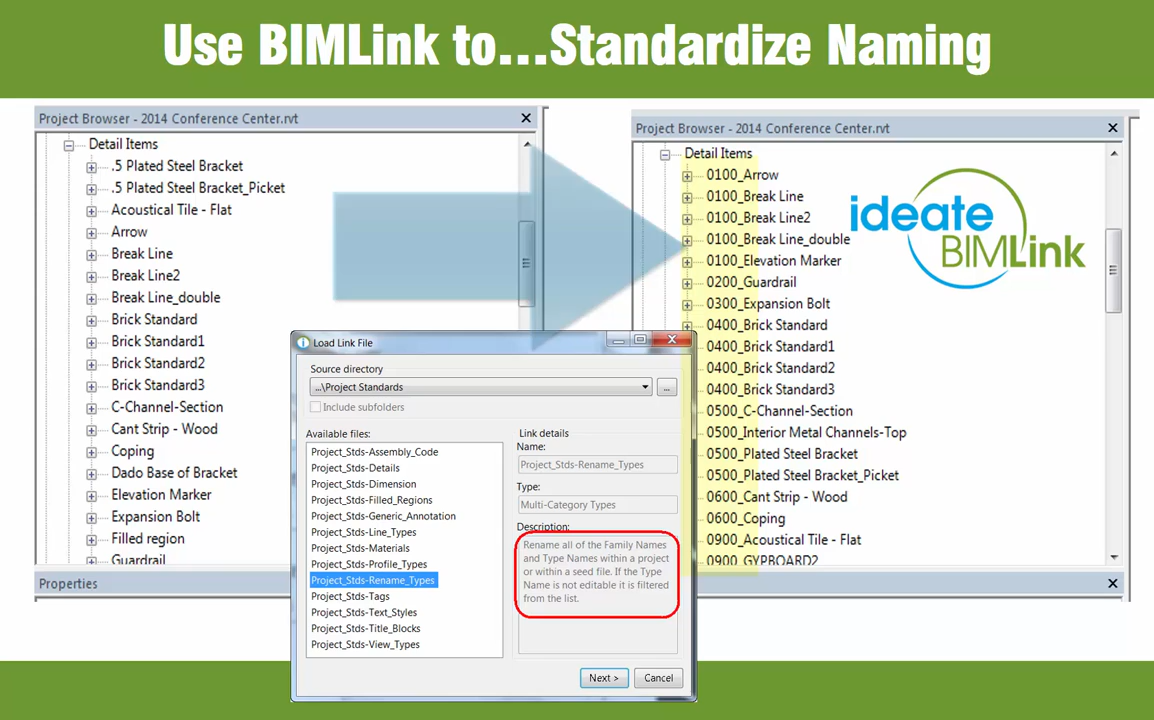 Use BIMLink to...Standardize Naming
Project Browser - 2014 Conference Center.rvt
Detail Items
.5 Plated Steel Bracket
.5 Plated Steel Bracket_Picket
Acoustical Tile - Flat
Arrow
Break Line
Break Line2
Break Line_double
Brick Standard
Brick Standard1
Brick Standard2
Brick Standard3
C-Channel-Section
Cant Strip - Wood
Coping
Dado Base of Bracket
Elevation Marker
Expansion Bolt
Filled region
Guardrail
Properties
Project Browser - 2014 Conference Center.rvt
Detail Items
0100_Arrow
0100_Break Line
0100_Break Line2
0100_Break Line_double
0100_Elevation Marker
0200_Guardrail
0300_Expansion Bolt
0400_Brick Standard
0400_Brick Standard1
0400_Brick Standard2
0400_Brick Standard3
0500_C-Channel-Section
0500_Interior Metal Channels-Top
0500_Plated Steel Bracket
0500_Plated Steel Bracket_Picket
0600_Cant Strip - Wood
0600_Coping
0900_Acoustical Tile - Flat
0900_GYPBOARD2
ideate
BIMLink
Load Link File
Source directory
...\Project Standards
...
Include subfolders
Available files:
Project_Stds-Assembly_Code
Project_Stds-Details
Project_Stds-Dimension
Project_Stds-Filled_Regions
Project_Stds-Generic_Annotation
Project_Stds-Line_Types
Project_Stds-Materials
Project_Stds-Profile_Types
Project_Stds-Rename_Types
Project_Stds-Tags
Project_Stds-Text_Styles
Project_Stds-Title_Blocks
Project_Stds-View_Types
Link details
Name:
Project_Stds-Rename_Types
Type:
Multi-Category Types
Description:
Rename all of the Family Names
and Type Names within a project
or within a seed file. If the Type
Name is not editable it is filtered
from the list.
Next >
Cancel